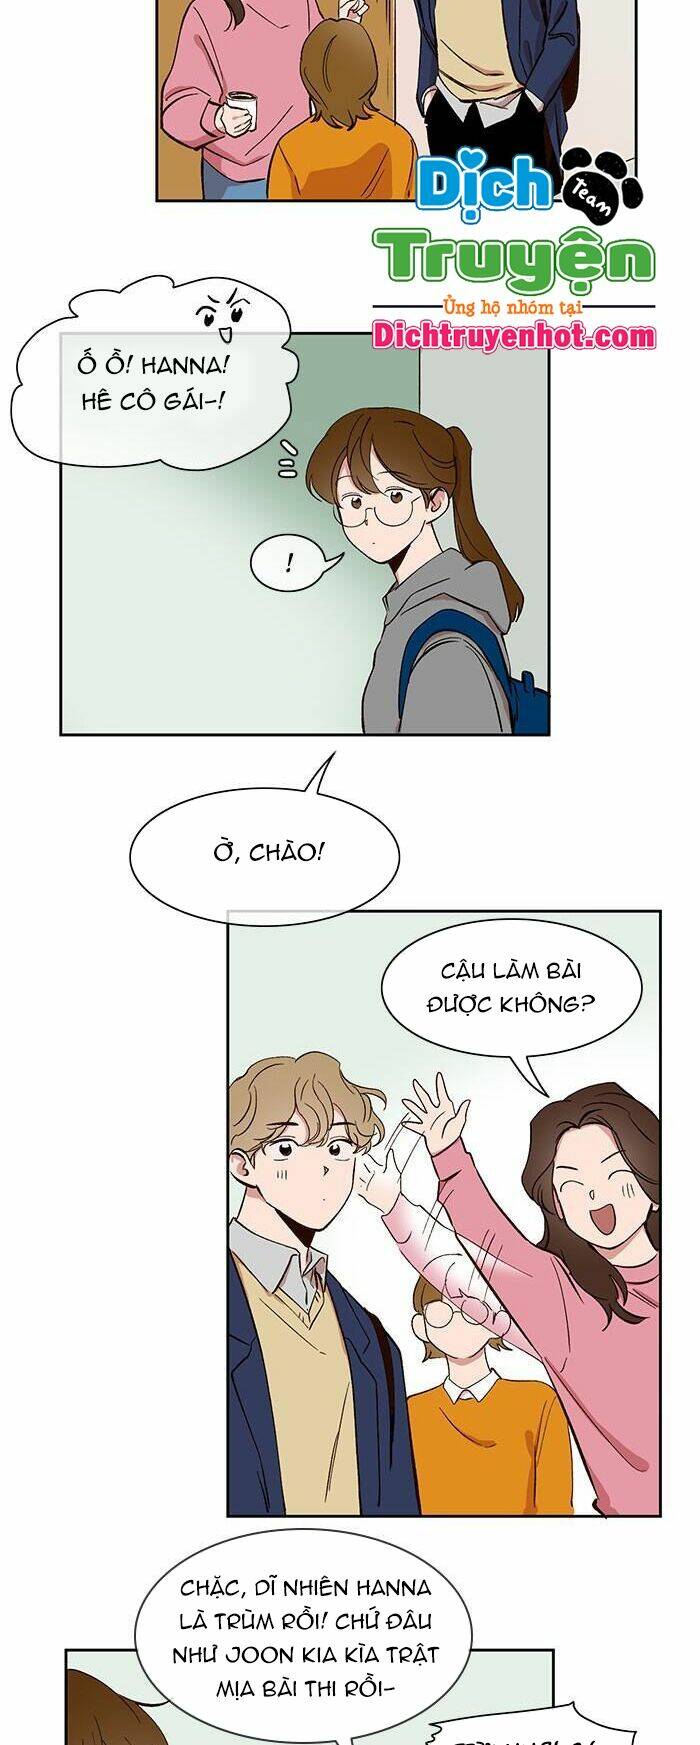 Dịch
Team
Truyện
Ủng hộ nhóm tại
Dichtruyenhot.com
Ố Ồ! HANNA!
HÊ CÔ GÁI-!
!
Ờ, CHÀO!
CẬU LÀM BÀI
ĐƯỢC KHÔNG?
CHẶC, DĨ NHIÊN HANNA
LÀ TRÙM RỒI! CHỨ ĐÂU
NHƯ JOON KIA KÌA TRẬT
MỊA BÀI THI RỒI-